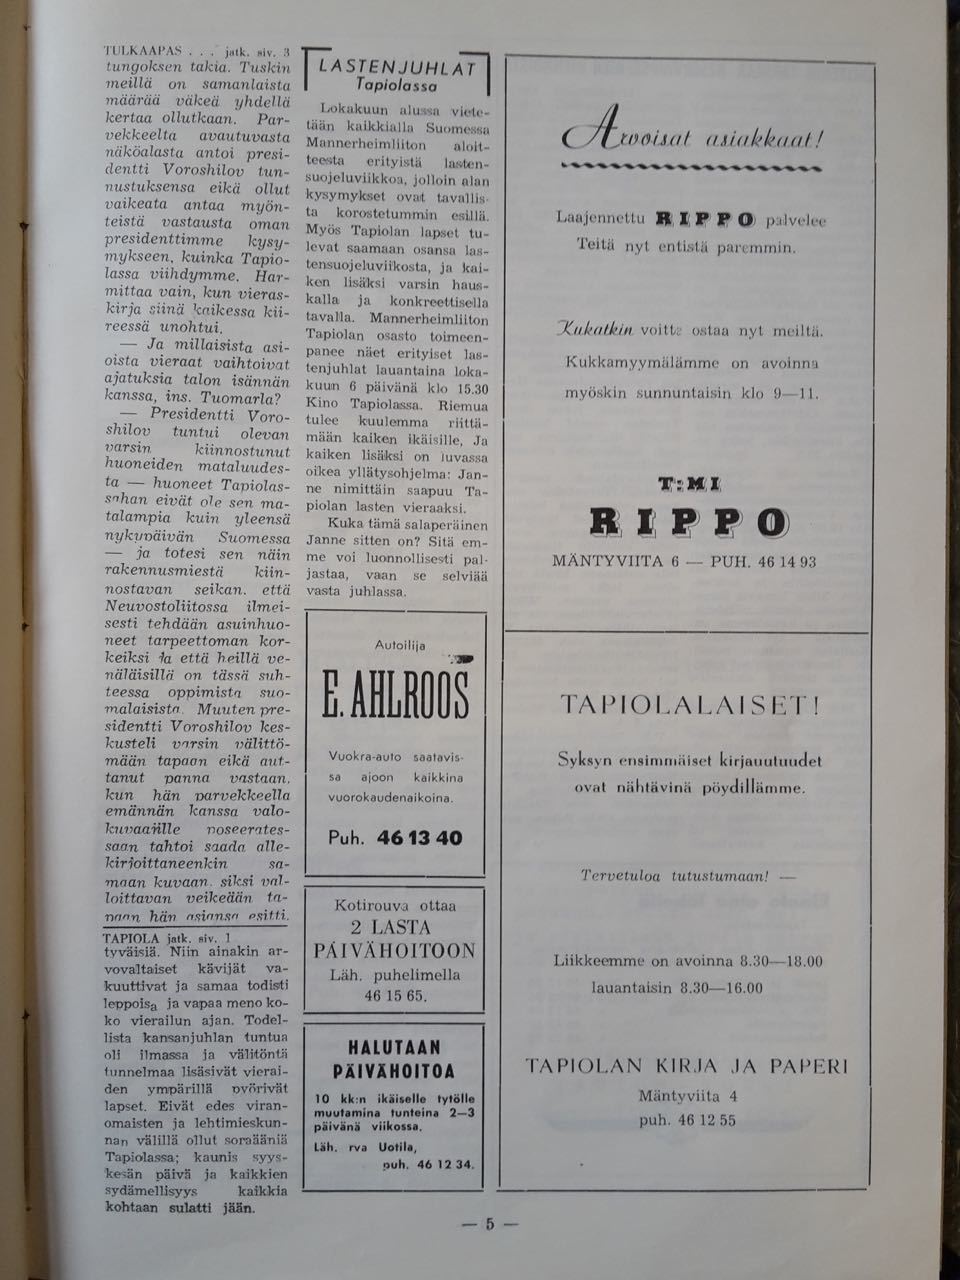 TULKAAPAS . . . jatk. siv. 3
tungoksen takia. Tuskin
meillä on samanlaista
määrää väkeä yhdellä
kertaa ollutkaan. Par-
vekkeelta avautuvasta
näköalasta antoi presi-
dentti Voroshilov tun-
nustuksensa eikä ollut
vaikeata antaa myön-
teistä vastausta oman
presidenttimme kysy-
mykseen, kuinka Tapio-
lassa viihdymme. Har-
mittaa vain, kun vieras-
kirja siinä kaikessa kii-
reessä unohtui.
— Ja millaisista asi-
oista vieraat vaihtoivat
ajatuksia talon isännän
kanssa, ins. Tuomarla?
— Presidentti Voro-
shilov tuntui olevan
varsin kiinnostunut
huoneiden mataluudes-
ta — huoneet Tapiolas-
sahan eivät ole sen ma-
talampia kuin yleensä
nykypäivän Suomessa
— ja totesi sen näin
rakennusmiestä kiin-
nostavan seikan. että
Neuvostoliitossa ilmei-
sesti tehdään asuinhuo-
neet tarpeettoman kor-
keiksi ja että heillä ve-
näläisillä on tässä suh-
teessa oppimista suo-
malaisista. Muuten pre-
sidentti Voroshilov kes-
kusteli varsin välittö-
mään tapaan eikä aut-
tanut panna vastaan,
kun hän parvekkeella
emännän kanssa valo-
kuvaajille poseerates-
saan tahtoi saada alle-
kirjoittaneenkin sa-
maan kuvaan. siksi val-
loittavan veikeään ta-
paan hän asiansa esitti.
TAPIOLA jatk. siv. 1
tyväisiä. Niin ainakin ar-
vovaltaiset kävijät va-
kuuttivat ja samaa todisti
leppoisa ja vapaa meno ko-
ko vierailun ajan. Todel-
lista kansanjuhlan tuntua
oli ilmassa ja välitöntä
tunnelmaa lisäsivät vierai-
den ympärillä pyörivät
lapset. Eivät edes viran-
omaisten ja lehtimieskun-
nan välillä ollut soraääniä
Tapiolassa; kaunis syys-
kesän päivä ja kaikkien
sydämellisyys kaikkia
kohtaan sulatti jään.
LASTENJUHLAT
Tapiolassa
Lokakuun alussa viete-
tään kaikkialla Suomessa
Mannerheimliiton aloit-
teesta erityistä lasten-
suojeluviikkoa, jolloin alan
kysymykset ovat tavallis-
ta korostetummin esillä.
Myös Tapiolan lapset tu-
levat saamaan osansa las-
tensuojeluviikosta, ja kai-
ken lisäksi varsin haus-
kalla ja konkreettisella
tavalla. Mannerheimliiton
Tapiolan osasto toimeen-
panee näet erityiset las-
tenjuhlat lauantaina loka-
kuun 6 päivänä klo 15.30
Kino Tapiolassa. Riemua
tulee kuulemma riittä-
mään kaiken ikäisille. Ja
kaiken lisäksi on luvassa
oikea yllätysohjelma: Jan-
ne nimittäin saapuu Ta-
piolan lasten vieraaksi.
Kuka tämä salaperäinen
Janne sitten on? Sitä em-
me voi luonnollisesti pal-
jastaa, vaan se selviää
vasta juhlassa.
Autoilija
E. AHLROOS
Vuokra-auto saatavis-
sa ajoon kaikkina
vuorokaudenaikoina.
Puh. 46 13 40
Kotirouva ottaa
2 LASTA
PÄIVÄHOITOON
Läh. puhelimella
46 15 65.
HALUTAAN
PÄIVÄHOITOA
10 kk:n ikäiselle tytölle
muutamina tunteina 2—3
päivänä viikossa.
Läh. rva Uotila,
puh. 46 12 34.
Arvoisat asiakkaat!
Laajennettu RIPPO palvelee
Teitä nyt entistä paremmin.
Kukatkin voitte ostaa nyt meiltä.
Kukkamyymälämme on avoinna
myöskin sunnuntaisin klo 9—11.
T:MI
RIPPO
MÄNTYVIITA 6 — PUH. 46 14 93
TAPIOLALAISET!
Syksyn ensimmäiset kirjauutuudet
ovat nähtävinä pöydillämme.
Tervetuloa tutustumaan! —
Liikkeemme on avoinna 8.30—18.00
lauantaisin 8.30—16.00
TAPIOLAN KIRJA JA PAPERI
Mäntyviita 4
puh. 46 12 55
— 5 —